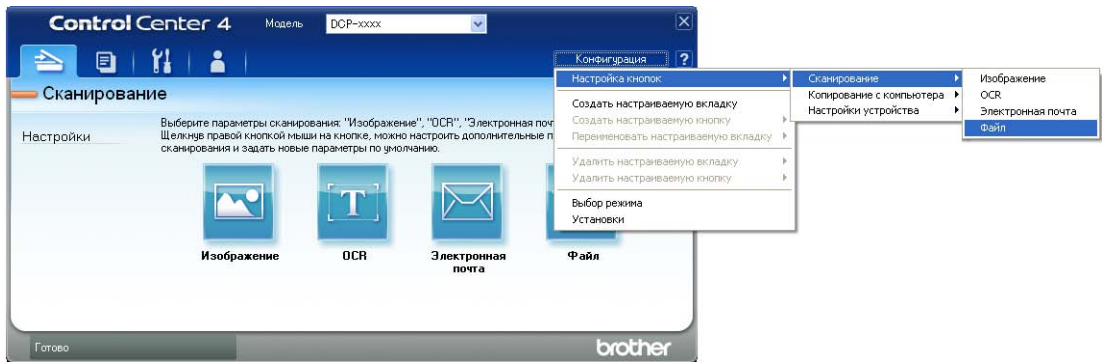 Control Center 4
Модель
DCP-xxxx
Конфигурация
?
Сканирование
Настройки
Выберите параметры сканирования: "Изображение", "OCR", "Электронная поч
Щелкнув правой кнопкой мыши на кнопке, можно настроить дополнительные п
сканирования и задать новые параметры по умолчанию.
Изображение
OCR
Электронная
почта
Файл
Настройка кнопок
Создать настраиваемую вкладку
Создать настраиваемую кнопку
Переименовать настраиваемую вкладку
Удалить настраиваемую вкладку
Удалить настраиваемую кнопку
Выбор режима
Установки
Сканирование
Копирование с компьютера
Настройки устройства
Изображение
OCR
Электронная почта
Файл
Готово
brother